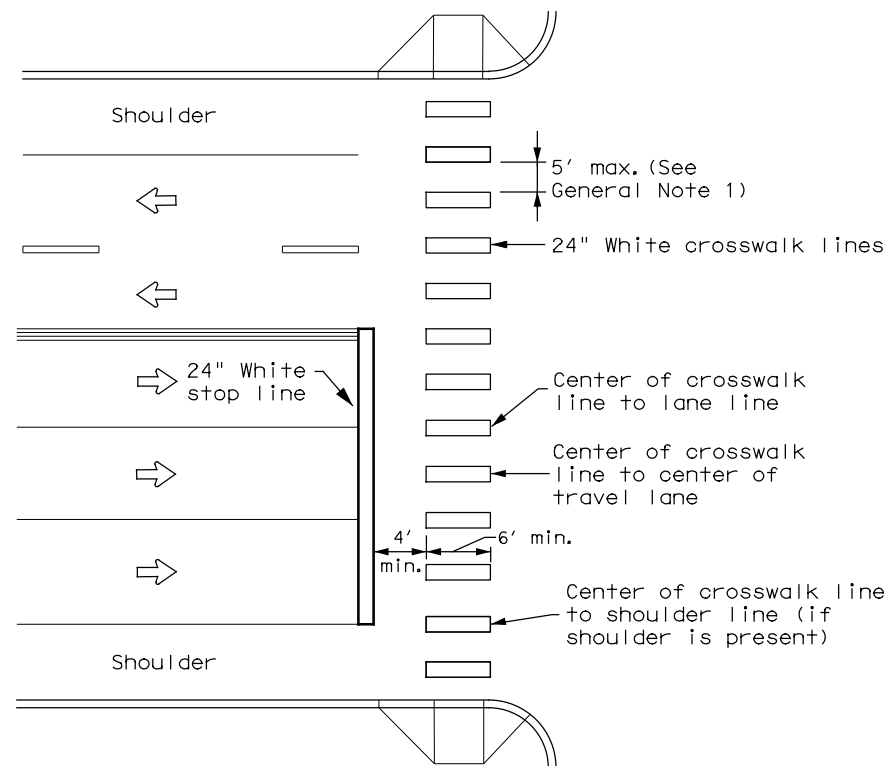 Shoulder
5' max. (See
General Note 1)
24" White crosswalk lines
24" White
stop line
Center of crosswalk
line to lane line
Center of crosswalk
line to center of
travel lane
4'
min.
6' min.
Center of crosswalk line
to shoulder line (if
shoulder is present)
Shoulder